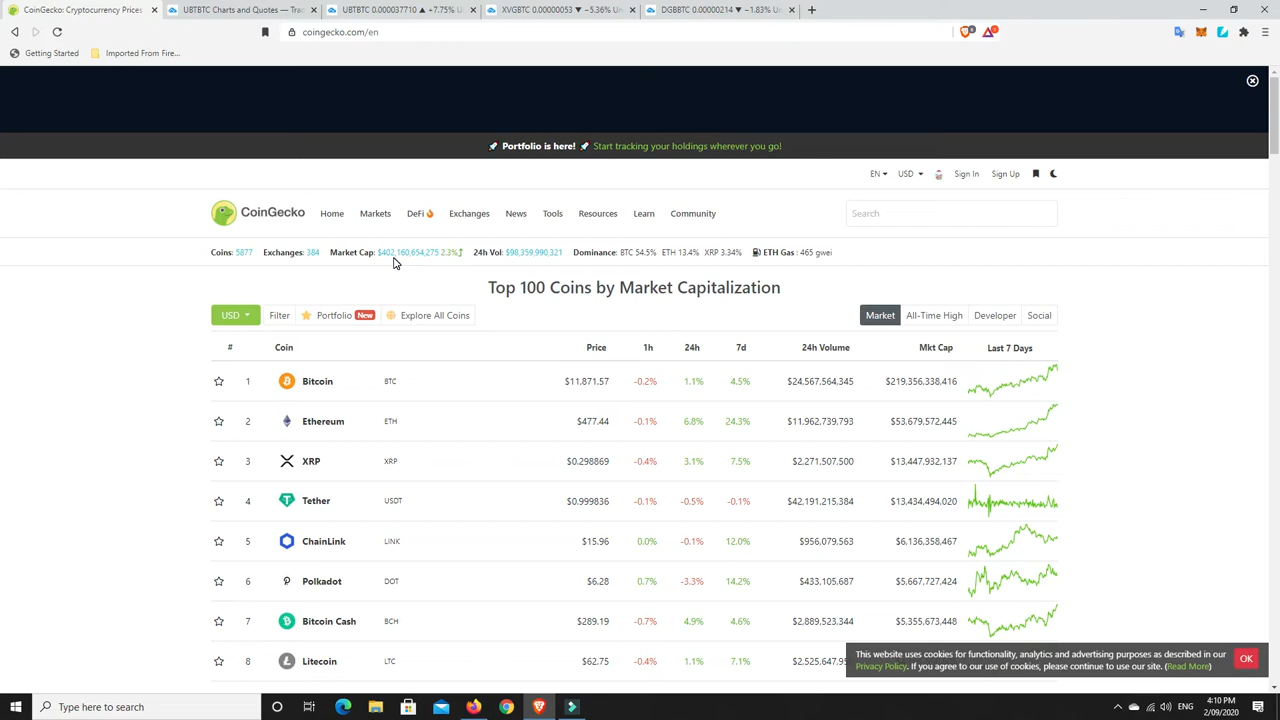 CoinGecko: Cryptocurrency Prices
UBTBTC Charts and Quotes — Tra
UBTBTC 0.000037710 ▲ +7.75% Un
XVGBTC 0.00000053 ▼ −5.36% Un
DGBBTC 0.00000214 ▼ −1.83% Un
coingecko.com/en
Getting Started
Imported From Fire...
Portfolio is here! Start tracking your holdings wherever you go!
EN USD Sign In Sign Up
CoinGecko Home Markets DeFi Exchanges News Tools Resources Learn Community Search
Coins: 5877 Exchanges: 384 Market Cap: $402,160,654,275 2.3% 24h Vol: $98,359,990,321 Dominance: BTC 54.5% ETH 13.4% XRP 3.34% ETH Gas : 465 gwei
Top 100 Coins by Market Capitalization
USD Filter Portfolio New Explore All Coins Market All-Time High Developer Social
# Coin Price 1h 24h 7d 24h Volume Mkt Cap Last 7 Days
1 Bitcoin BTC $11,871.57 -0.2% 1.1% 4.5% $24,567,564,345 $219,356,338,416
2 Ethereum ETH $477.44 -0.1% 6.8% 24.3% $11,962,739,793 $53,679,572,445
3 XRP XRP $0.298869 -0.4% 3.1% 7.5% $2,271,507,500 $13,447,932,137
4 Tether USDT $0.999836 -0.1% -0.5% -0.1% $42,191,215,384 $13,434,494,020
5 ChainLink LINK $15.96 0.0% -0.1% 12.0% $956,079,563 $6,136,358,467
6 Polkadot DOT $6.28 0.7% -3.3% 14.2% $433,105,687 $5,667,727,424
7 Bitcoin Cash BCH $289.19 -0.7% 4.9% 4.6% $2,889,523,344 $5,355,673,448
8 Litecoin LTC $62.75 -0.4% 1.1% 7.1% $2,525,647,95
This website uses cookies for functionality, analytics and advertising purposes as described in our
Privacy Policy. If you agree to our use of cookies, please continue to use our site. (Read More)
OK
Type here to search
ENG
4:10 PM
2/09/2020